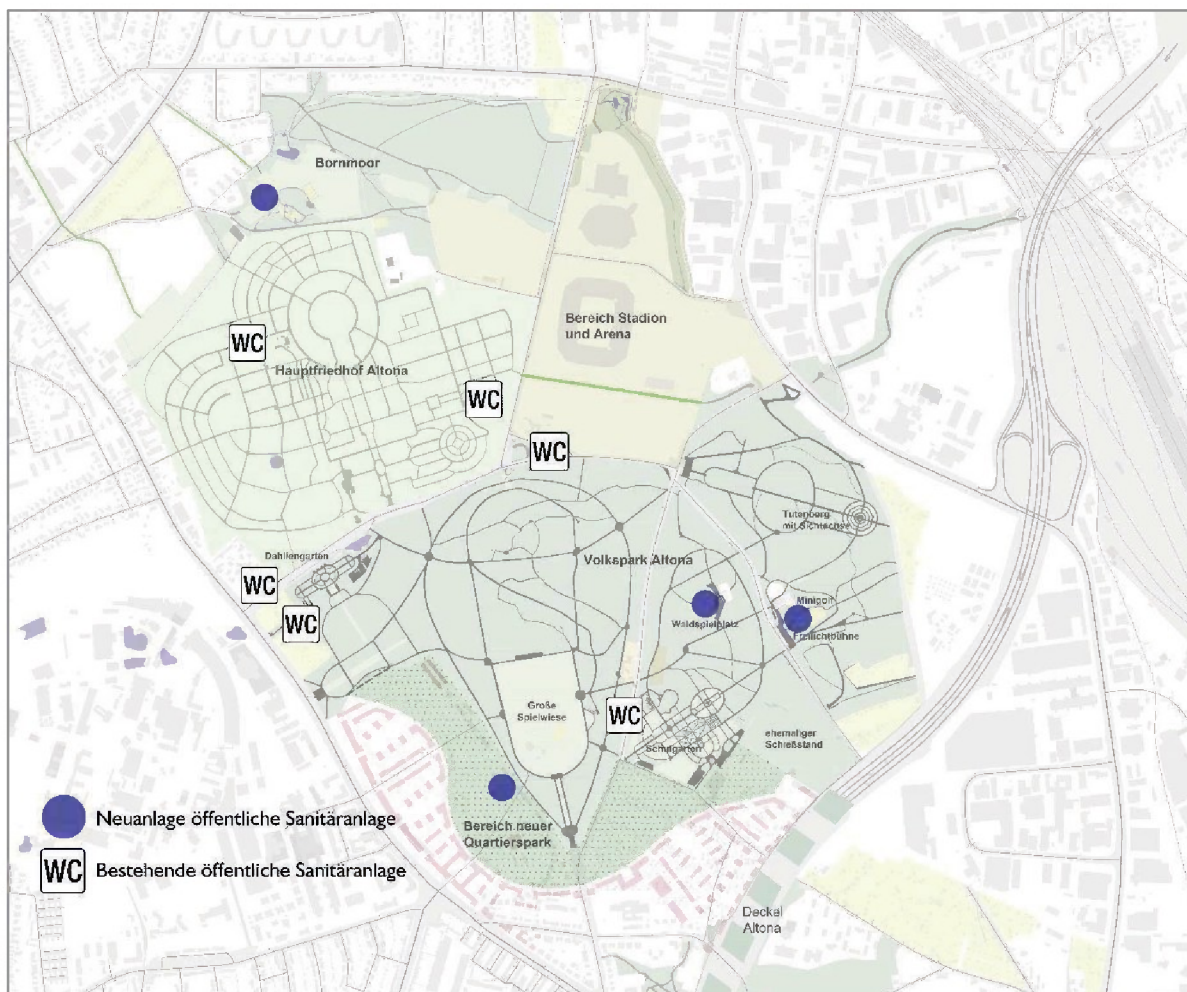 Bornmoor
Bereich Stadion
und Arena
WC
Hauptfriedhof Altona
WC
WC
Tutenberg
mit Sichtachse
Dahliengarten
Volkspark Altona
WC
Minigolf
WC
Waldspielplatz
Freilichtbühne
Große
Spielwiese
WC
ehemaliger
Schießstand
Schulgarten
Neuanlage öffentliche Sanitäranlage
Bereich neuer
Quartierspark
WC Bestehende öffentliche Sanitäranlage
Deckel
Altona